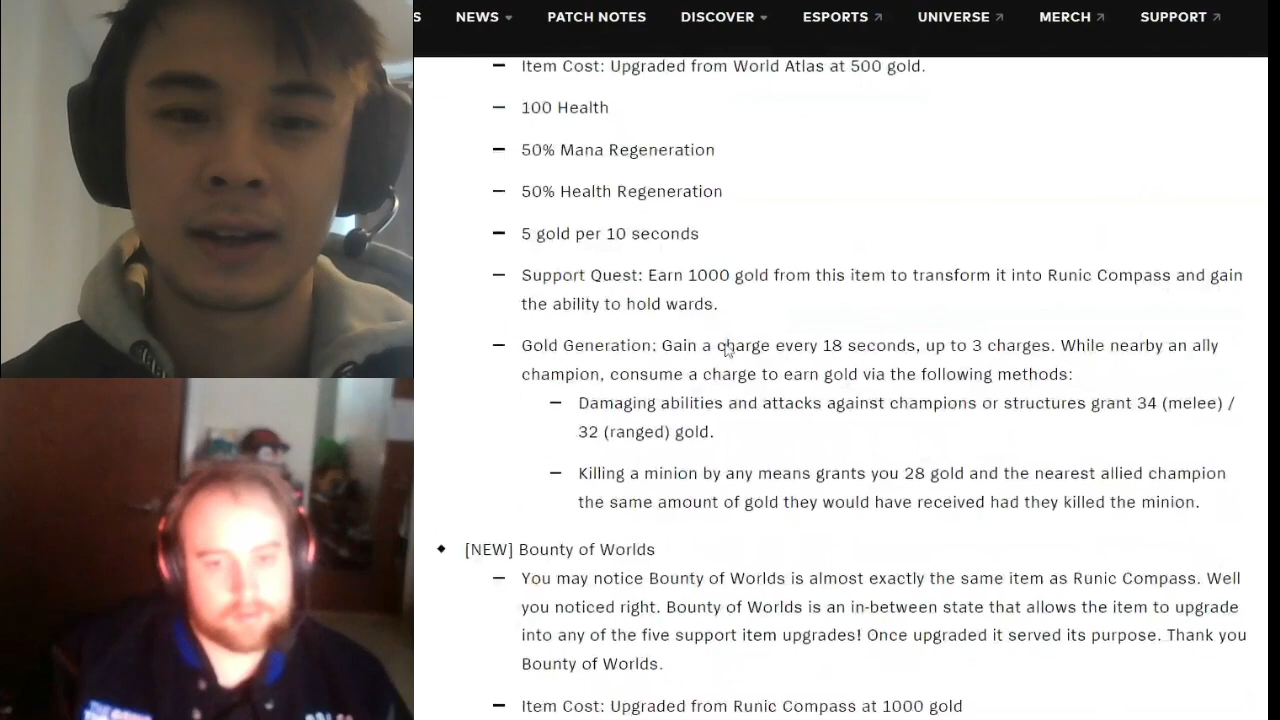 S NEWS DISCOVER PATCH NOTES ESPORTS UNIVERSE MERCH SUPPORT
Item Cost: Upgraded from World Atlas at 500 gold.
100 Health
50% Mana Regeneration
50% Health Regeneration
5 gold per 10 seconds
Support Quest: Earn 1000 gold from this item to transform it into Runic Compass and gain
the ability to hold wards.
Gold Generation: Gain a charge every 18 seconds, up to 3 charges. While nearby an ally
champion, consume a charge to earn gold via the following methods:
Damaging abilities and attacks against champions or structures grant 34 (melee) /
32 (ranged) gold.
Killing a minion by any means grants you 28 gold and the nearest allied champion
the same amount of gold they would have received had they killed the minion.
[NEW] Bounty of Worlds
You may notice Bounty of Worlds is almost exactly the same item as Runic Compass. Well
you noticed right. Bounty of Worlds is an in-between state that allows the item to upgrade
into any of the five support item upgrades! Once upgraded it served its purpose. Thank you
Bounty of Worlds.
Item Cost: Upgraded from Runic Compass at 1000 gold